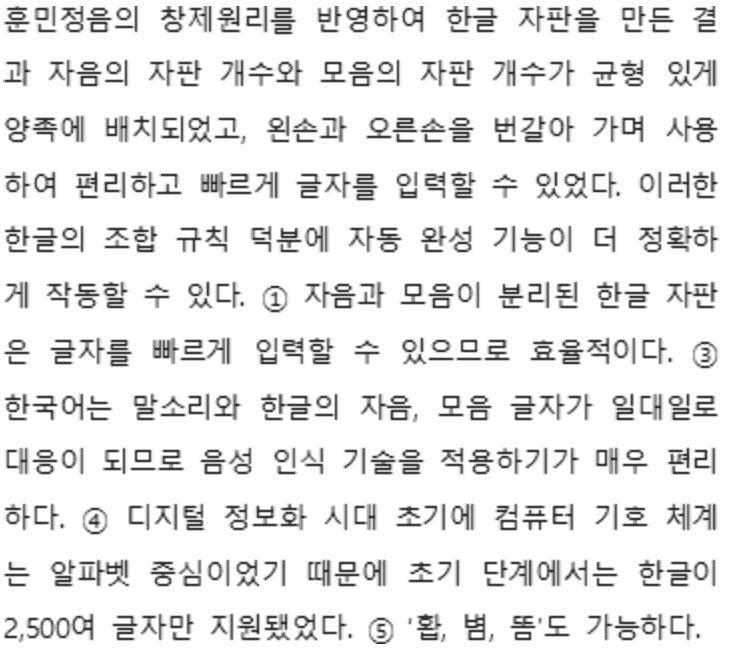 훈민정음의 창제원리를 반영하여 한글 자판을 만든 결
과 자음의 자판 개수와 모음의 자판 개수가 균형 있게
양족에 배치되었고, 왼손과 오른손을 번갈아 가며 사용
하여 편리하고 빠르게 글자를 입력할 수 있었다. 이러한
한글의 조합 규칙 덕분에 자동 완성 기능이 더 정확하
게 작동할 수 있다. ① 자음과 모음이 분리된 한글 자판
은 글자를 빠르게 입력할 수 있으므로 효율적이다. ③
한국어는 말소리와 한글의 자음, 모음 글자가 일대일로
대응이 되므로 음성 인식 기술을 적용하기가 매우 편리
하다. ④ 디지털 정보화 시대 초기에 컴퓨터 기호 체계
는 알파벳 중심이었기 때문에 초기 단계에서는 한글이
2,500여 글자만 지원됐었다. ⑤ '홥, 볌, 똠'도 가능하다.